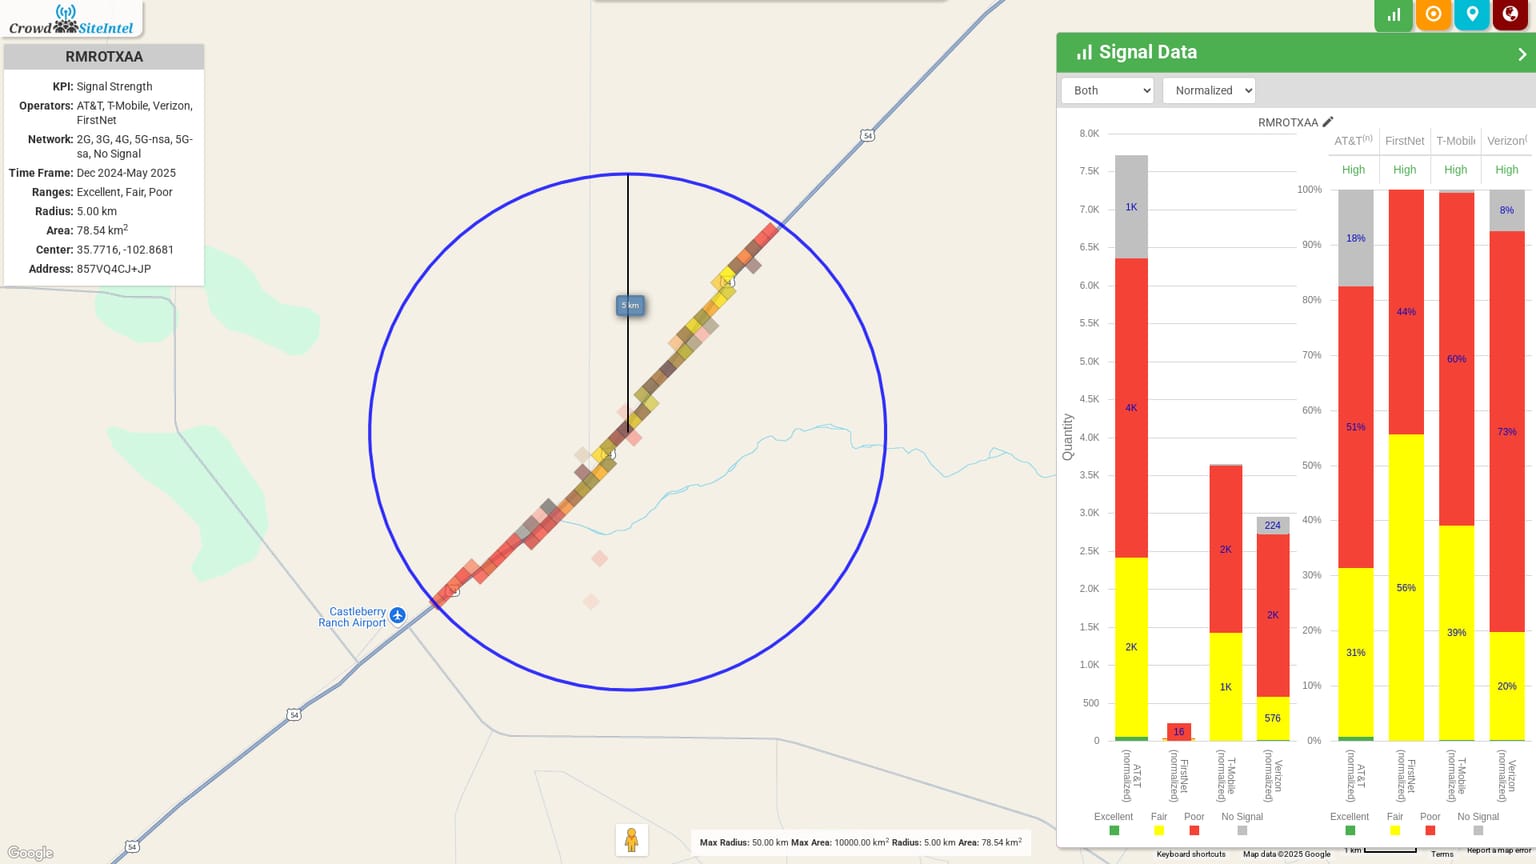 Crowd SiteIntel
RMROTXAA
KPI: Signal Strength
Operators: AT&T, T-Mobile, Verizon,
FirstNet
Network: 2G, 3G, 4G, 5G-nsa, 5G-
sa, No Signal
Time Frame: Dec 2024-May 2025
Ranges: Excellent, Fair, Poor
Radius: 5.00 km
Area: 78.54 km2
Center: 35.7716, -102.8681
Address: 857VQ4CJ+JP
54
5 km
Castleberry
Ranch Airport
54
54
Google
Max Radius: 50.00 km Max Area: 10000.00 km2 Radius: 5.00 km Area: 78.54 km2
Signal Data
Both
Normalized
RMROTXAA
8.0K
7.5K
7.0K
6.5K
6.0K
5.5K
5.0K
4.5K
4.0K
3.5K
3.0K
2.5K
2.0K
1.5K
1.0K
500
0
Quantity
1K
4K
2K
16
2K
1K
224
2K
576
AT&T (normalized)
FirstNet (normalized)
T-Mobile (normalized)
Verizon (normalized)
Excellent Fair Poor No Signal
AT&T(n) FirstNet T-Mobile Verizon(
High High High High
100%
90%
80%
70%
60%
50%
40%
30%
20%
10%
0%
18%
51%
31%
44%
56%
60%
39%
8%
73%
20%
AT&T (normalized)
FirstNet (normalized)
T-Mobile (normalized)
Verizon (normalized)
Excellent Fair Poor No Signal
Keyboard shortcuts Map data ©2025 Google 1 km Terms Report a map error